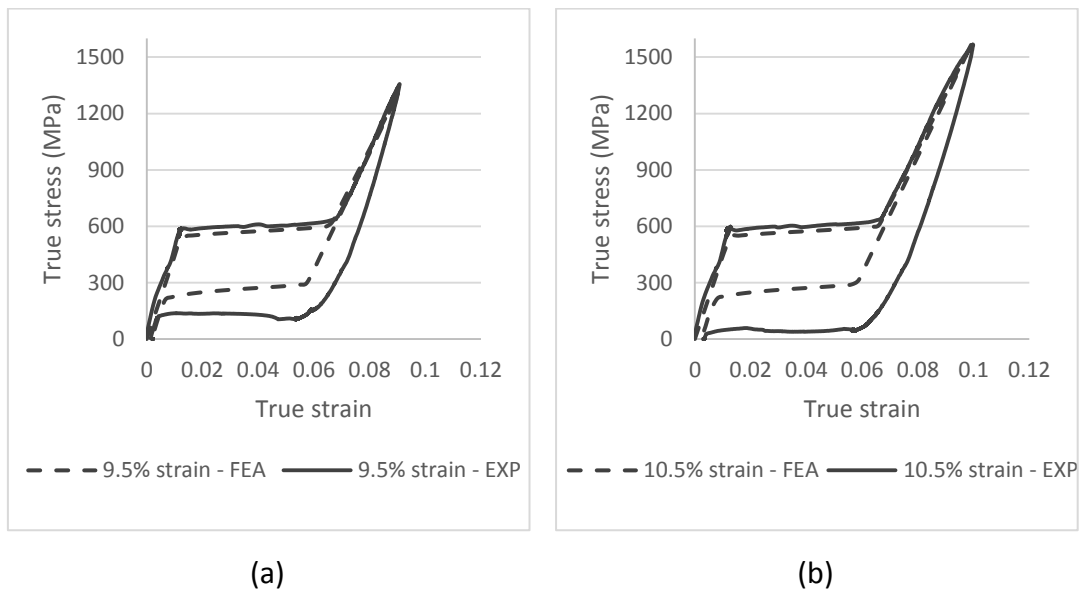 True stress (MPa)
1500
1200
900
600
300
0
0 0.02 0.04 0.06 0.08 0.1 0.12
True strain
9.5% strain - FEA 9.5% strain - EXP
(a)
True stress (MPa)
1500
1200
900
600
300
0
0 0.02 0.04 0.06 0.08 0.1 0.12
True strain
10.5% strain - FEA 10.5% strain - EXP
(b)